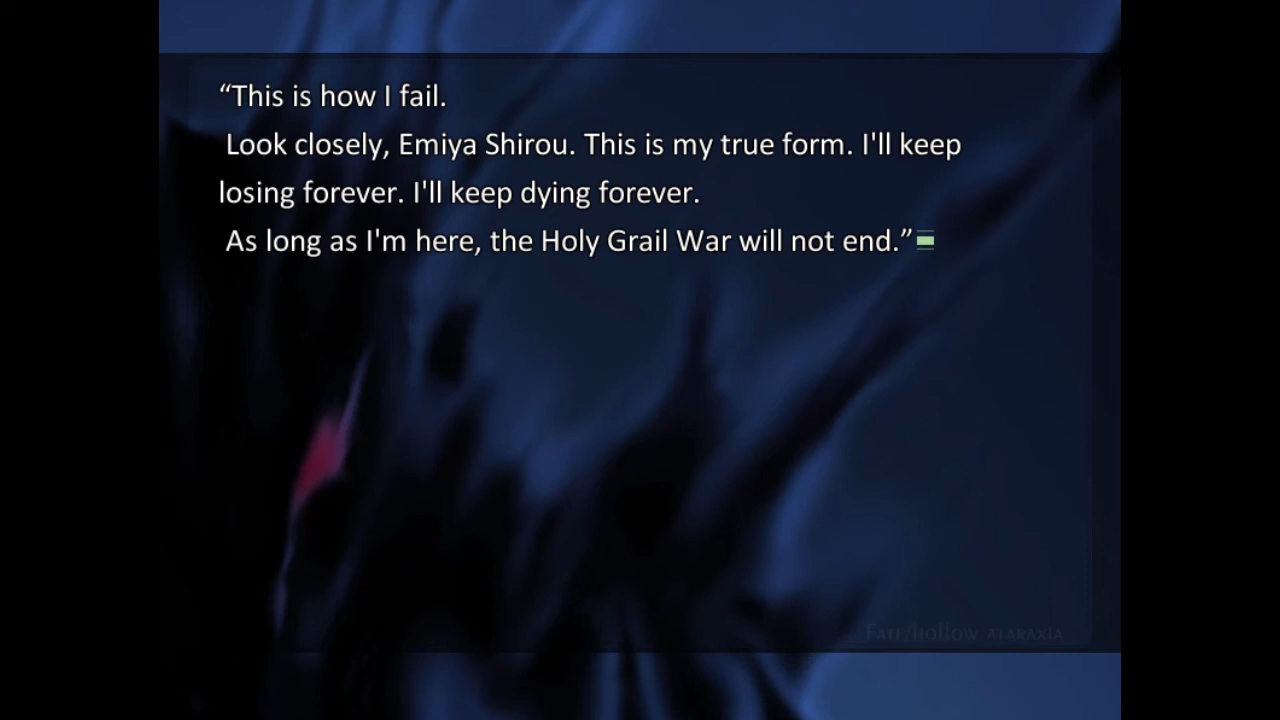 “This is how I fail.
Look closely, Emiya Shirou. This is my true form. I'll keep
losing forever. I'll keep dying forever.
As long as I'm here, the Holy Grail War will not end.”
Fate/hollow ataraxia